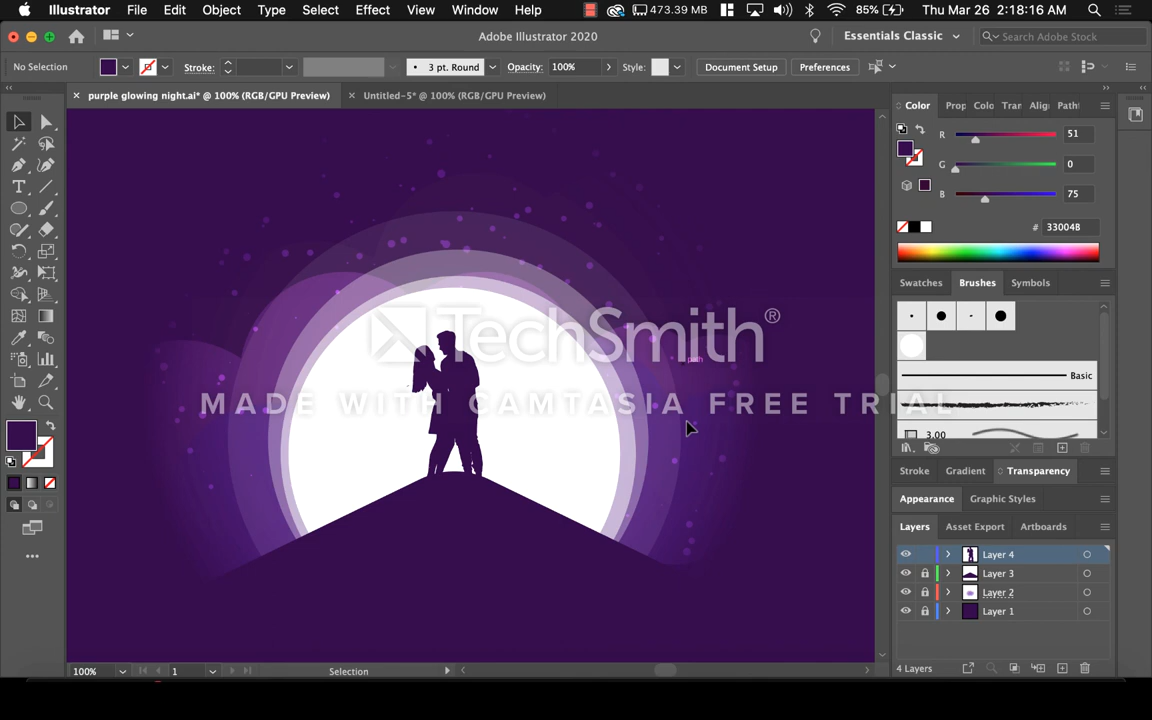 Illustrator File Edit Object Type Select Effect View Window Help 473.39 MB 85% Thu Mar 26 2:18:16 AM
Adobe Illustrator 2020 Essentials Classic Search Adobe Stock
No Selection Stroke: 3 pt. Round Opacity: 100% Style: Document Setup Preferences
purple glowing night.ai* @ 100% (RGB/GPU Preview) Untitled-5* @ 100% (RGB/GPU Preview)
Color Prop Colo Tran Alig Path
R 51
G 0
B 75
# 33004B
Swatches Brushes Symbols
TechSmith®
path
Basic
MADE WITH CAMTASIA FREE TRIAL
3.00
Stroke Gradient Transparency
Appearance Graphic Styles
Layers Asset Export Artboards
Layer 4
Layer 3
Layer 2
Layer 1
100% 1 Selection 4 Layers